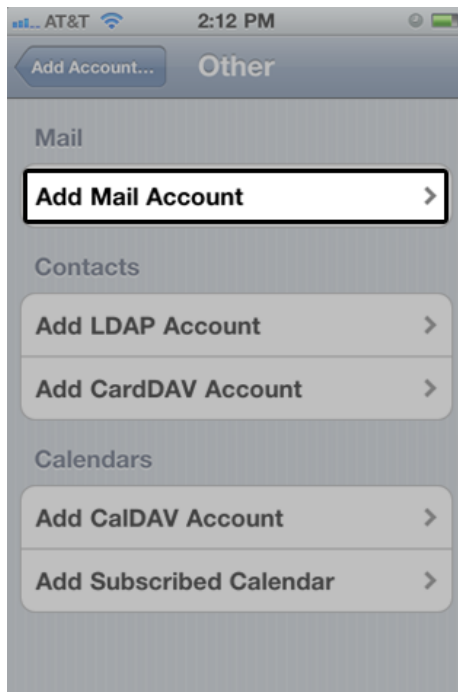 AT&T 2:12 PM
Add Account... Other
Mail
Add Mail Account
Contacts
Add LDAP Account
Add CardDAV Account
Calendars
Add CalDAV Account
Add Subscribed Calendar